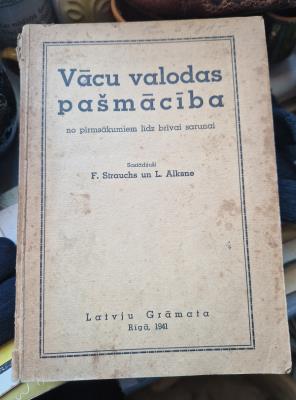 Vācu valodas
pašmācība
no pirmsākumiem līdz brīvai sarunai
Sastādījuši
F. Strauchs un L. Alksne
Latvju Grāmata
Rīgā, 1941